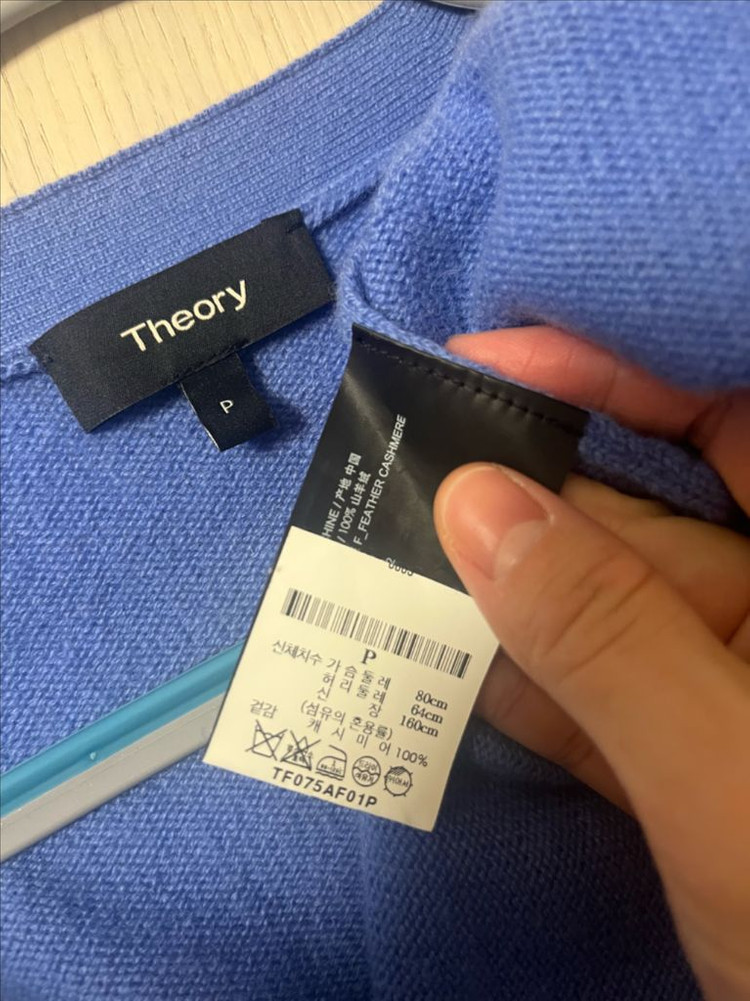 Theory
P
HINE / 产地 中国
/ 100% 山羊绒
F_FEATHER CASHMERE
P
신체치수 가슴둘레 80cm
허리둘레 64cm
신장 160cm
겉감 (섬유의 혼용률)
캐시미어 100%
TF075AF01P